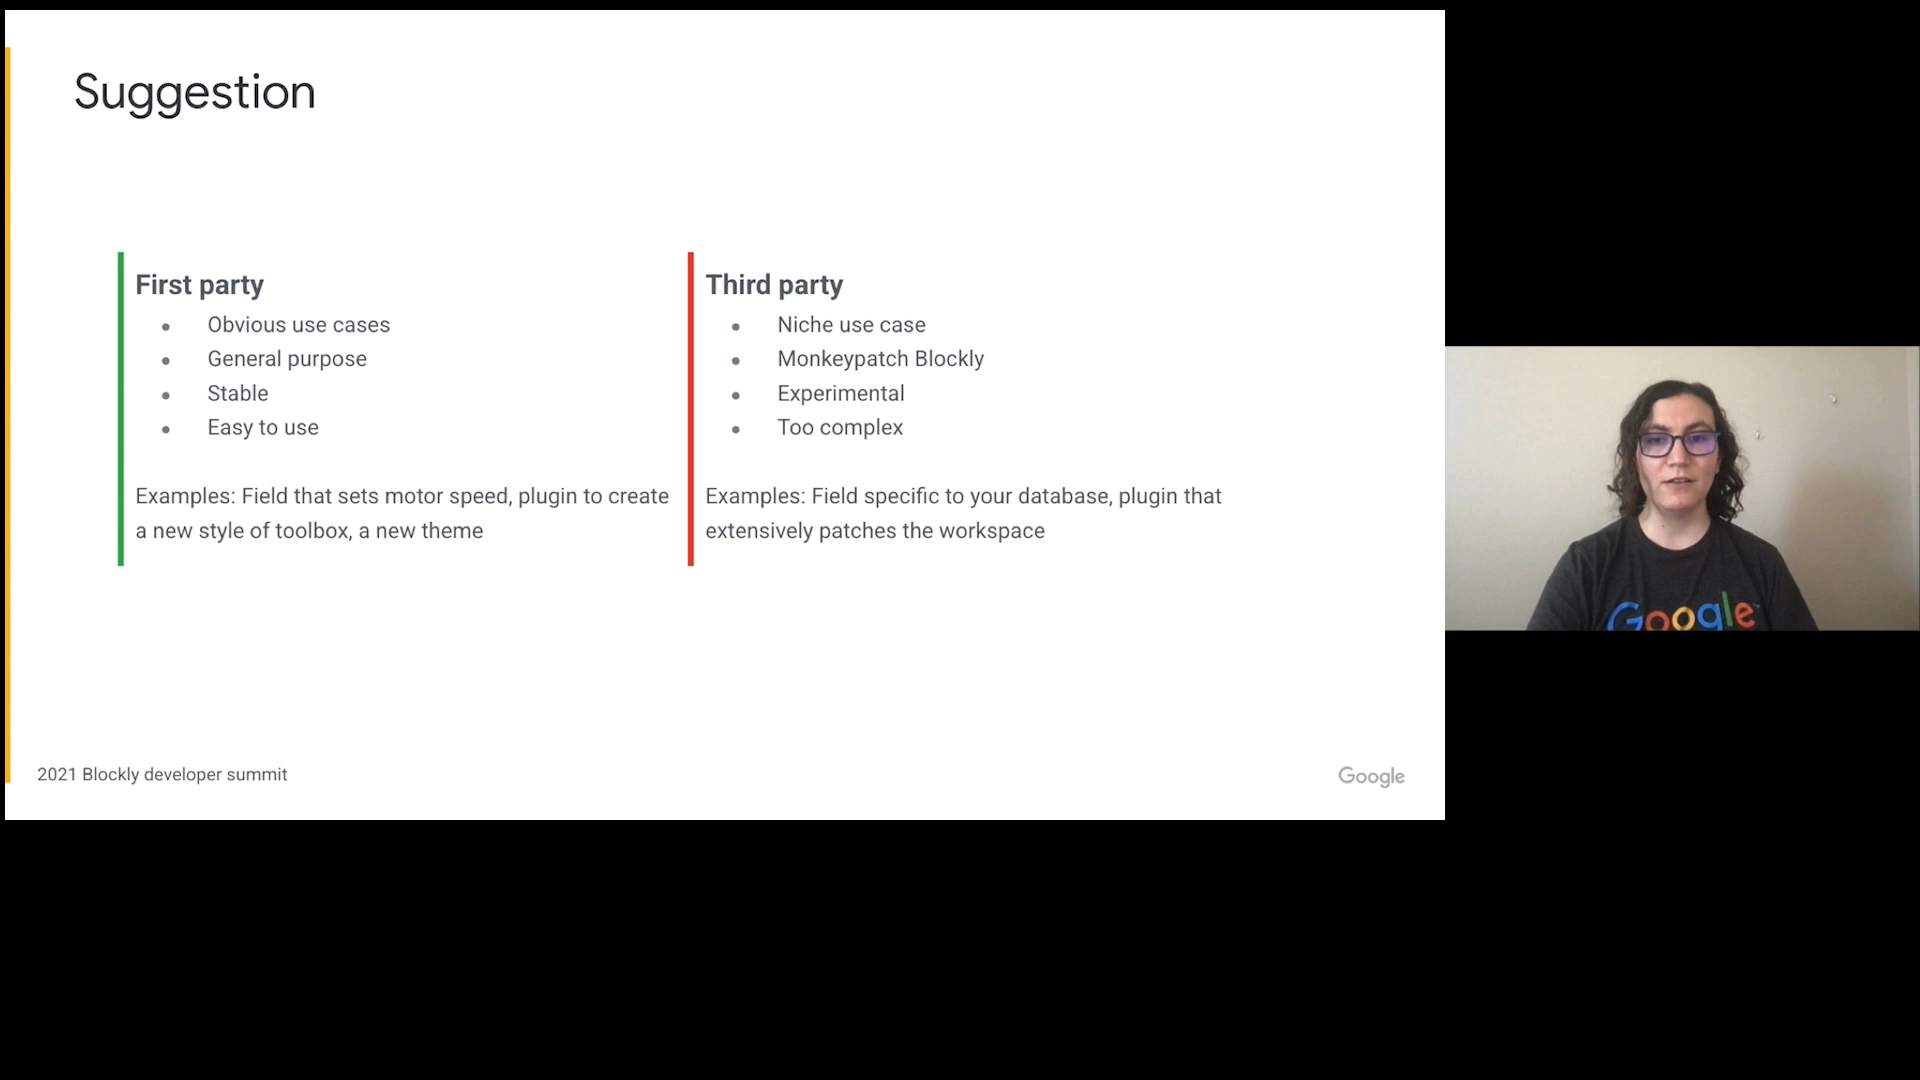 Suggestion
First party
• Obvious use cases
• General purpose
• Stable
• Easy to use
Examples: Field that sets motor speed, plugin to create
a new style of toolbox, a new theme
Third party
• Niche use case
• Monkeypatch Blockly
• Experimental
• Too complex
Examples: Field specific to your database, plugin that
extensively patches the workspace
Google
2021 Blockly developer summit
Google